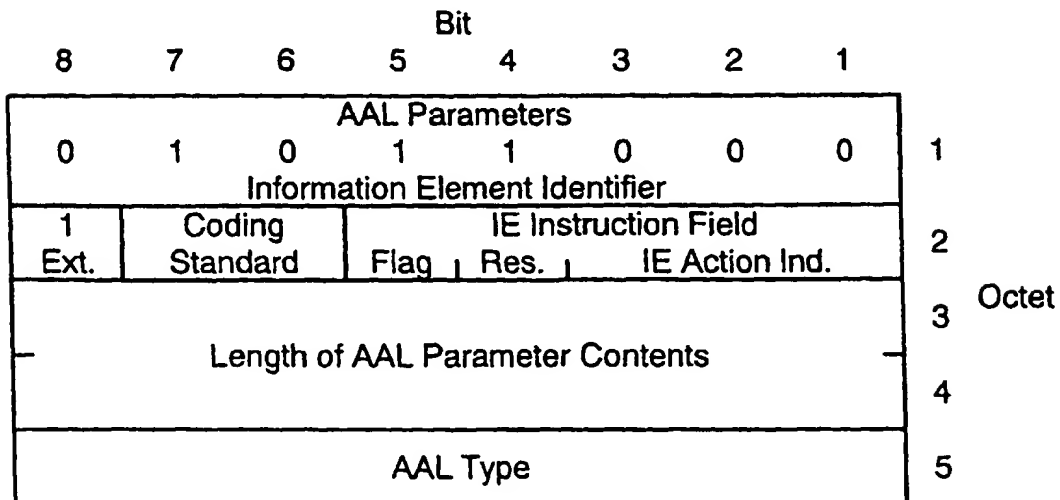 Bit
8 7 6 5 4 3 2 1
AAL Parameters
0 1 0 1 1 0 0 0 1
Information Element Identifier
1 Coding IE Instruction Field 2
Ext. Standard Flag Res. IE Action Ind.
3 Octet
Length of AAL Parameter Contents
4
AAL Type 5